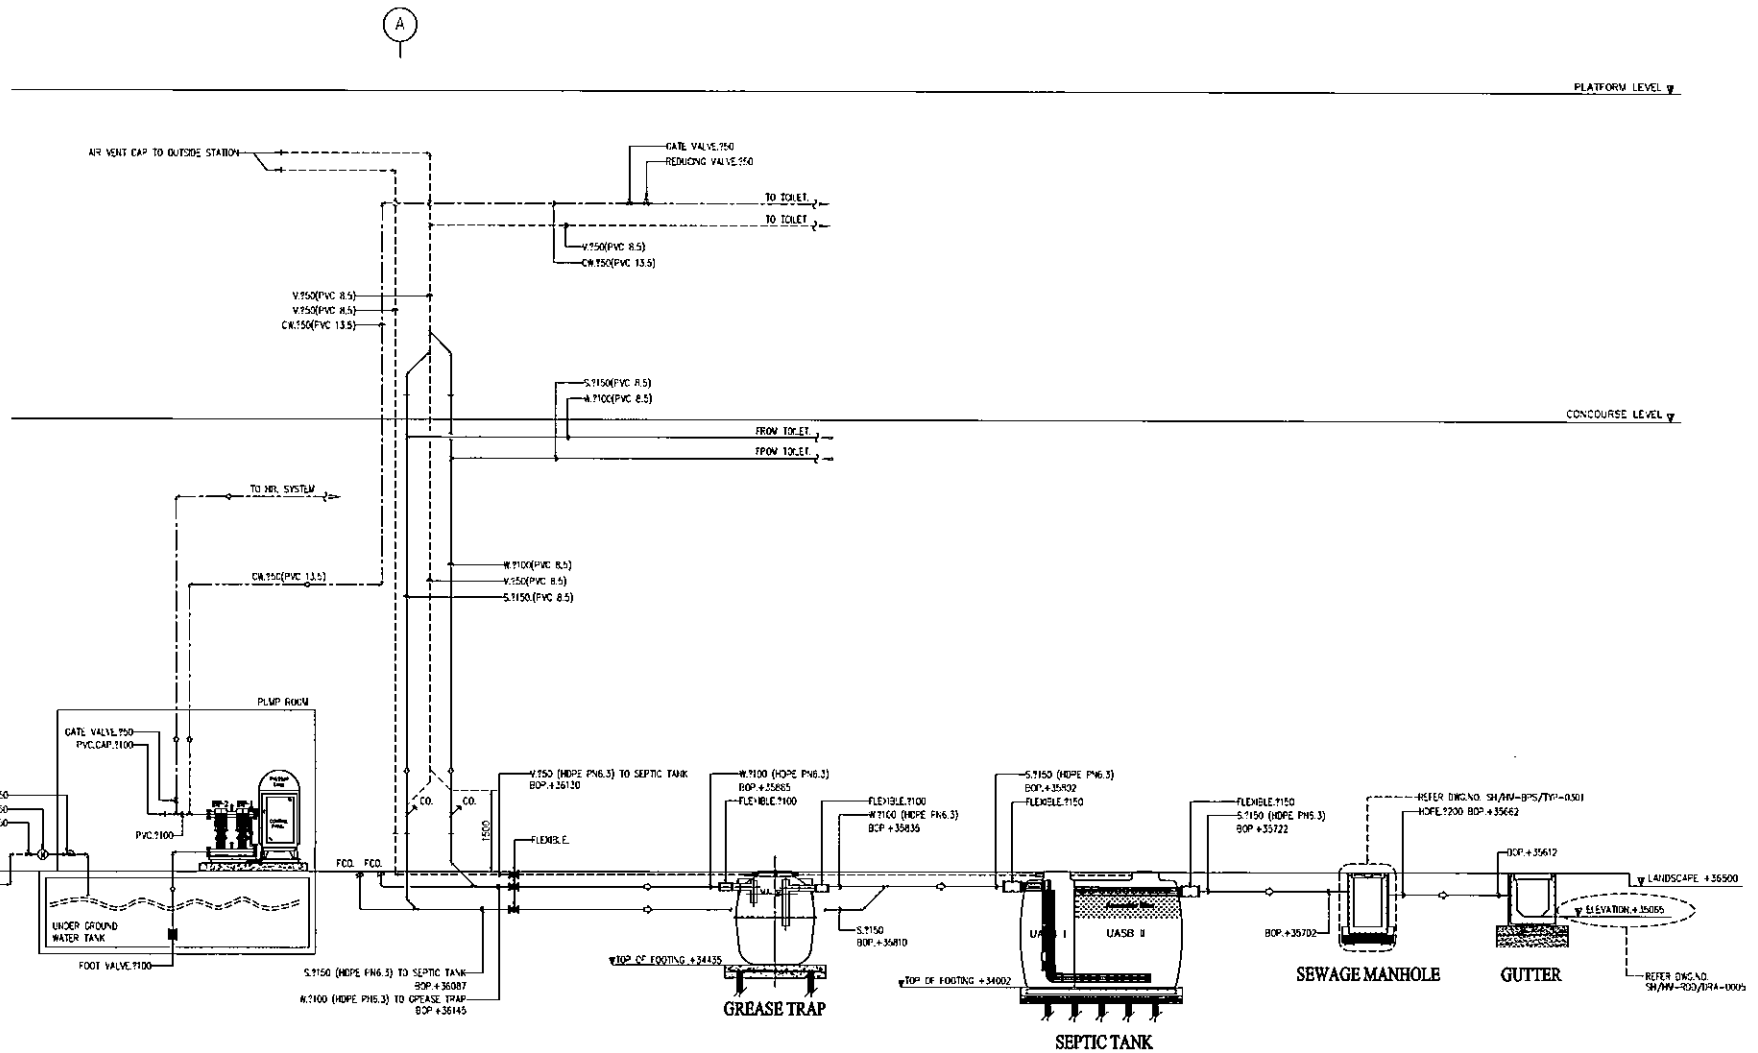 A
PLATFORM LEVEL
AIR VENT CAP TO OUTSIDE STATION
GATE VALVE.?50
REDUCING VALVE.?50
TO TOILET.
TO TOILET
V.?50(PVC 8.5)
CW.?50(PVC 13.5)
V.?50(PVC 8.5)
V.?50(PVC 8.5)
CW.?50(PVC 13.5)
S.?150(PVC 8.5)
W.?100(PVC 8.5)
CONCOURSE LEVEL
FROM TOILET.
FROM TOILET.
TO HR. SYSTEM
CW.?50(PVC 13.5)
W.?100(PVC 8.5)
V.?50(PVC 8.5)
S.?150.(PVC 8.5)
PUMP ROOM
GATE VALVE.?50
PVC.CAP.?100
PVC.?100
CO.
CO.
1500
V.?50 (HDPE PN6.3) TO SEPTIC TANK
BOP.+36130
FLEXIBLE.
W.?100 (HDPE PN6.3)
BOP.+35885
FLEXIBLE.?100
FLEXIBLE.?100
W.?100 (HDPE PN6.3)
BOP +35835
S.?150 (HDPE PN6.3)
BOP.+35802
FLEXIBLE.?150
FLEXIBLE.?150
S.?150 (HDPE PN6.3)
BOP +35722
REFER DWG.NO. SH/HV-BPS/TYP-0301
HDPE.?200 BOP.+35662
BOP.+35612
FCO.
FCO.
LANDSCAPE +36500
ELEVATION.+35065
UNDER GROUND
WATER TANK
FOOT VALVE.?100
S.?150
BOP.+35810
UASB I
UASB II
BOP.+35702
S.?150 (HDPE PN6.3) TO SEPTIC TANK
BOP.+36087
W.?100 (HDPE PN6.3) TO GREASE TRAP
BOP +36145
TOP OF FOOTING +34435
GREASE TRAP
TOP OF FOOTING +34002
SEPTIC TANK
SEWAGE MANHOLE
GUTTER
REFER DWG.NO.
SH/HV-ROD/DRA-0005